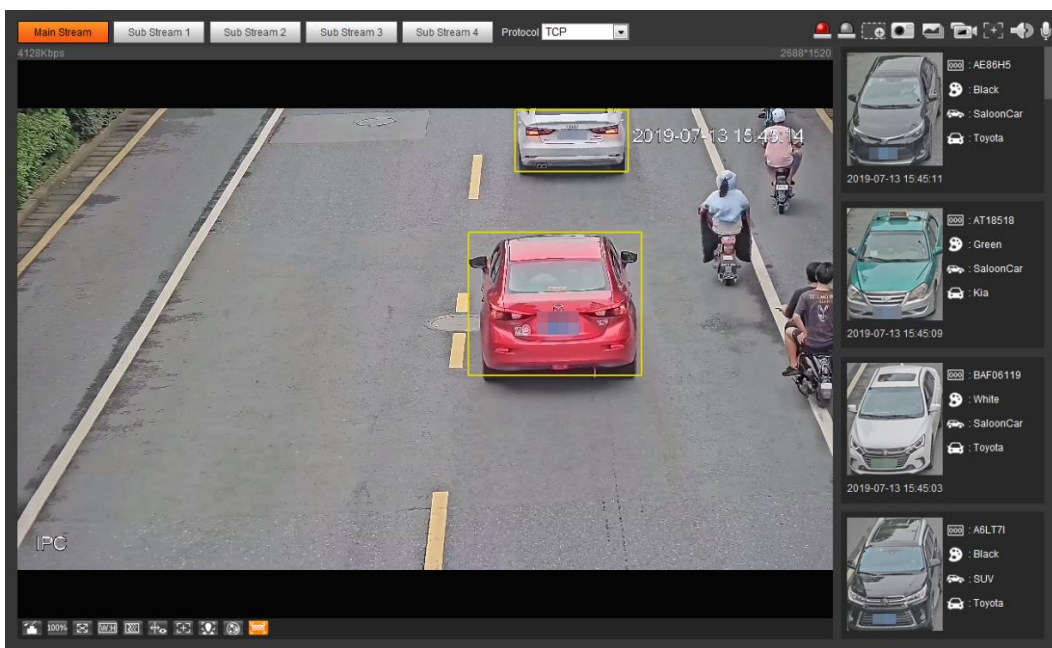 Main Stream Sub Stream 1 Sub Stream 2 Sub Stream 3 Sub Stream 4 Protocol TCP
4128Kbps 2688*1520
2019-07-13 15:45:14
IPC
100% W:H
: AE86H5
: Black
: SaloonCar
: Toyota
2019-07-13 15:45:11
: AT18518
: Green
: SaloonCar
: Kia
2019-07-13 15:45:09
: BAF06119
: White
: SaloonCar
: Toyota
2019-07-13 15:45:03
: A6LT7I
: Black
: SUV
: Toyota